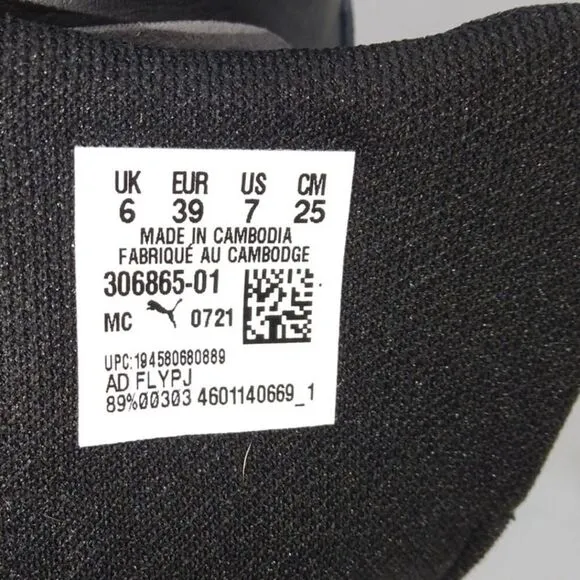 UK EUR US CM
6 39 7 25
MADE IN CAMBODIA
FABRIQUÉ AU CAMBODGE
306865-01
MC 0721
UPC:194580680889
AD FLYPJ
89%00303 4601140669_1